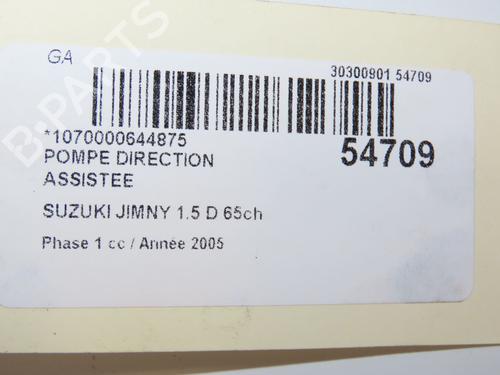 GA
30300901 54709
*1070000644875
54709
POMPE DIRECTION
ASSISTEE
SUZUKI JIMNY 1.5 D 65ch
Phase 1 cc / Année 2005
B-PARTS